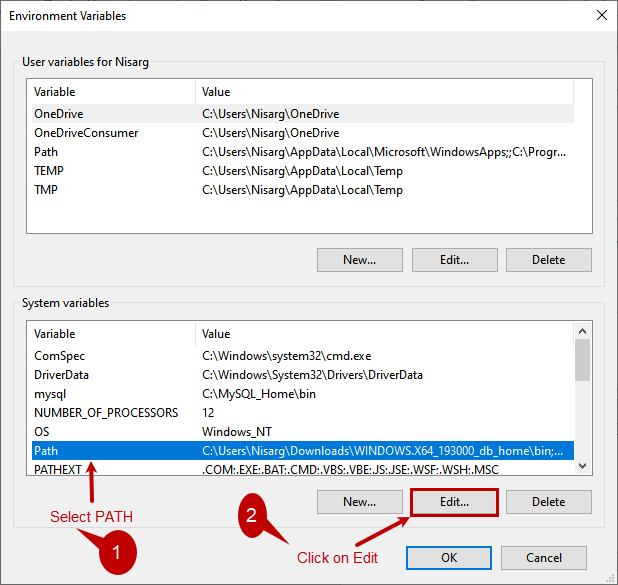 Environment Variables
User variables for Nisarg
Variable Value
OneDrive C:\Users\Nisarg\OneDrive
OneDriveConsumer C:\Users\Nisarg\OneDrive
Path C:\Users\Nisarg\AppData\Local\Microsoft\WindowsApps;;C:\Progr...
TEMP C:\Users\Nisarg\AppData\Local\Temp
TMP C:\Users\Nisarg\AppData\Local\Temp
New... Edit... Delete
System variables
Variable Value
ComSpec C:\Windows\system32\cmd.exe
DriverData C:\Windows\System32\Drivers\DriverData
mysql C:\MySQL_Home\bin
NUMBER_OF_PROCESSORS 12
OS Windows_NT
Path C:\Users\Nisarg\Downloads\WINDOWS.X64_193000_db_home\bin;...
PATHEXT .COM;.EXE;.BAT;.CMD;.VBS;.VBE;.JS;.JSE;.WSF;.WSH;.MSC
New... Edit... Delete
Select PATH
1
2
Click on Edit
OK Cancel